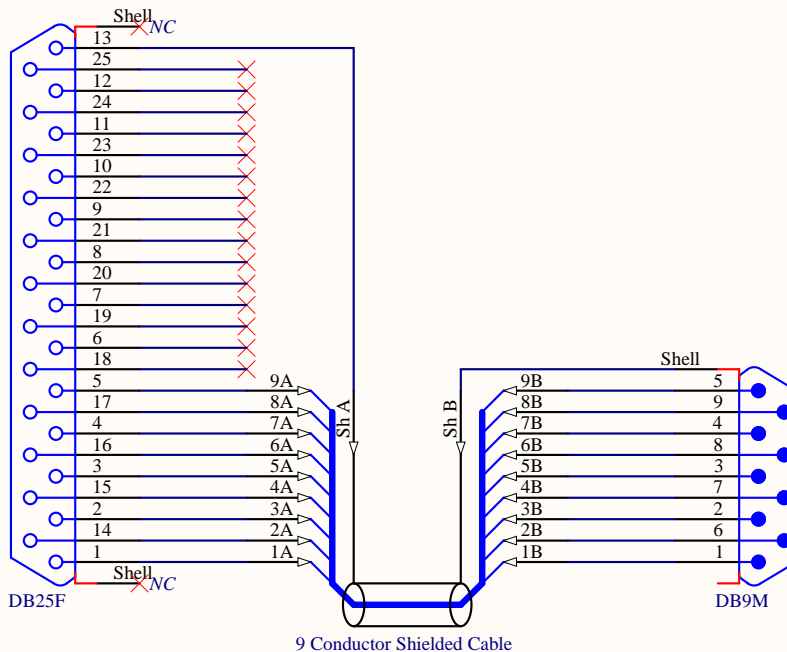 Shell
NC
13
25
12
24
11
23
10
22
9
21
8
20
7
19
6
18
5 9A
17 8A
4 7A
16 6A
3 5A
15 4A
2 3A
14 2A
1 1A
Shell
NC
DB25F
Sh A
Sh B
Shell
9B 5
8B 9
7B 4
6B 8
5B 3
4B 7
3B 2
2B 6
1B 1
DB9M
9 Conductor Shielded Cable